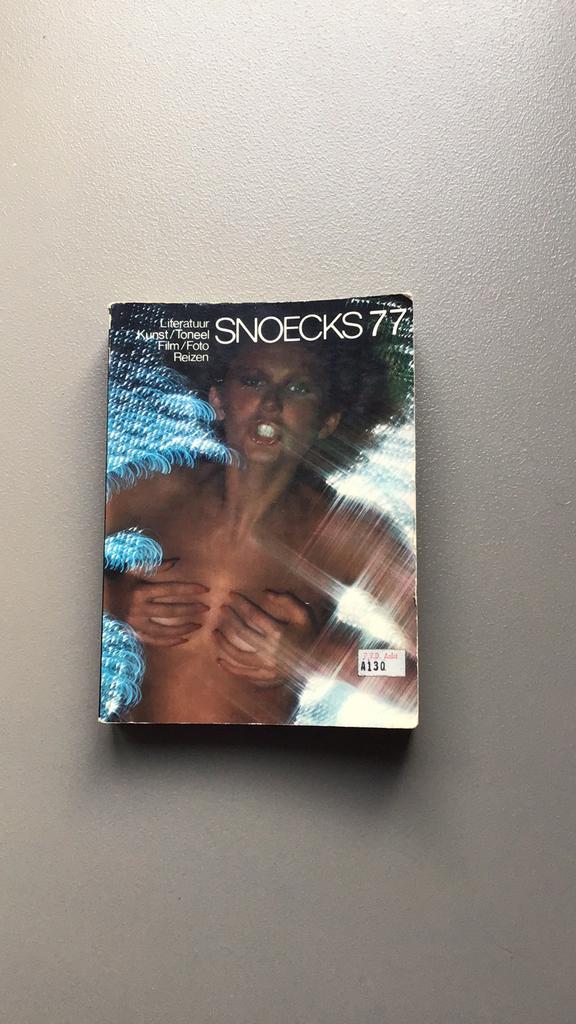 Literatuur
Kunst/Toneel
Film/Foto
Reizen
SNOECKS 77
A130